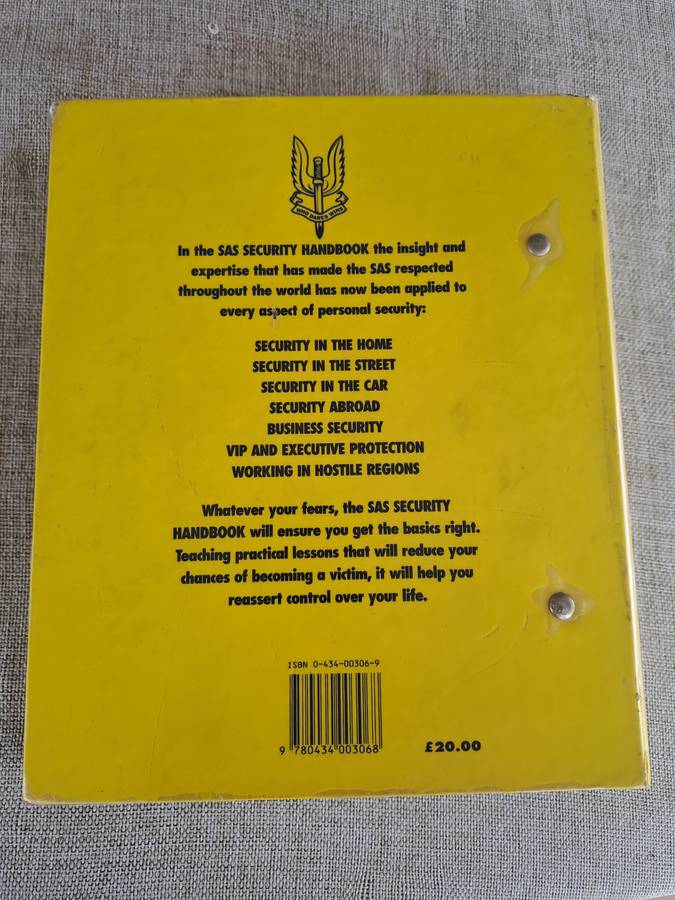 WHO DARES WINS
In the SAS SECURITY HANDBOOK the insight and
expertise that has made the SAS respected
throughout the world has now been applied to
every aspect of personal security:
SECURITY IN THE HOME
SECURITY IN THE STREET
SECURITY IN THE CAR
SECURITY ABROAD
BUSINESS SECURITY
VIP AND EXECUTIVE PROTECTION
WORKING IN HOSTILE REGIONS
Whatever your fears, the SAS SECURITY
HANDBOOK will ensure you get the basics right.
Teaching practical lessons that will reduce your
chances of becoming a victim, it will help you
reassert control over your life.
ISBN 0-434-00306-9
9 780434 003068
£20.00